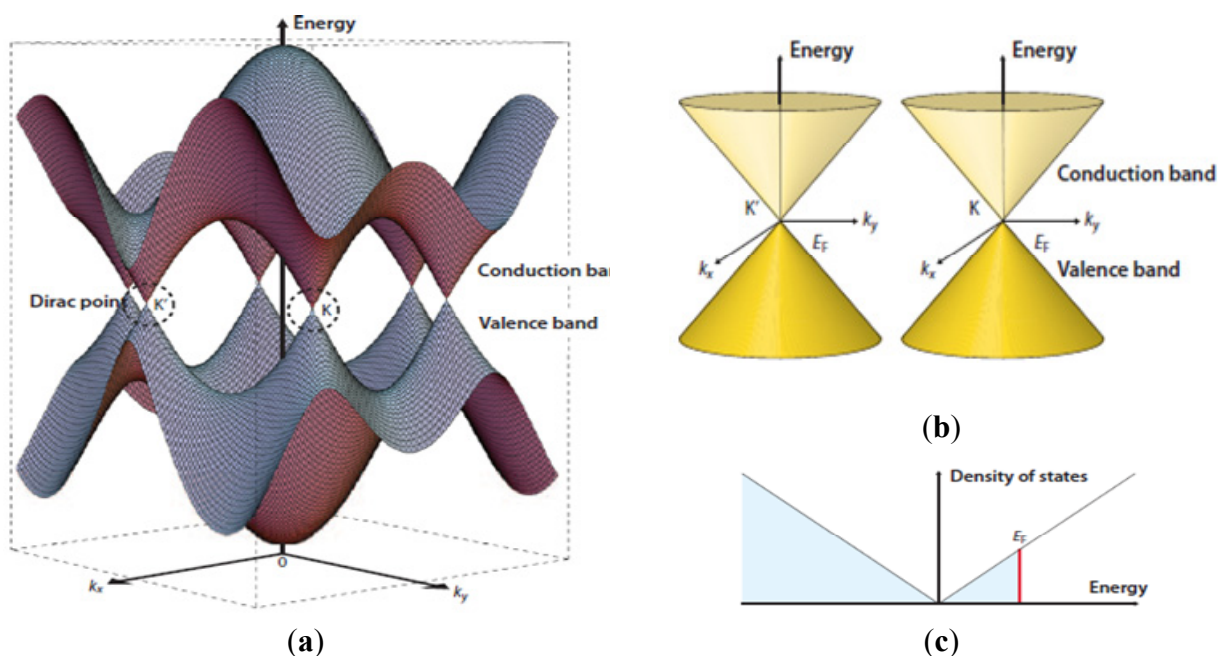 Energy
Conduction ba
Dirac point
K′
K
Valence band
0
kx
ky
(a)
Energy
Energy
Conduction band
K′
K
ky
ky
EF
EF
kx
kx
Valence band
(b)
Density of states
EF
Energy
(c)